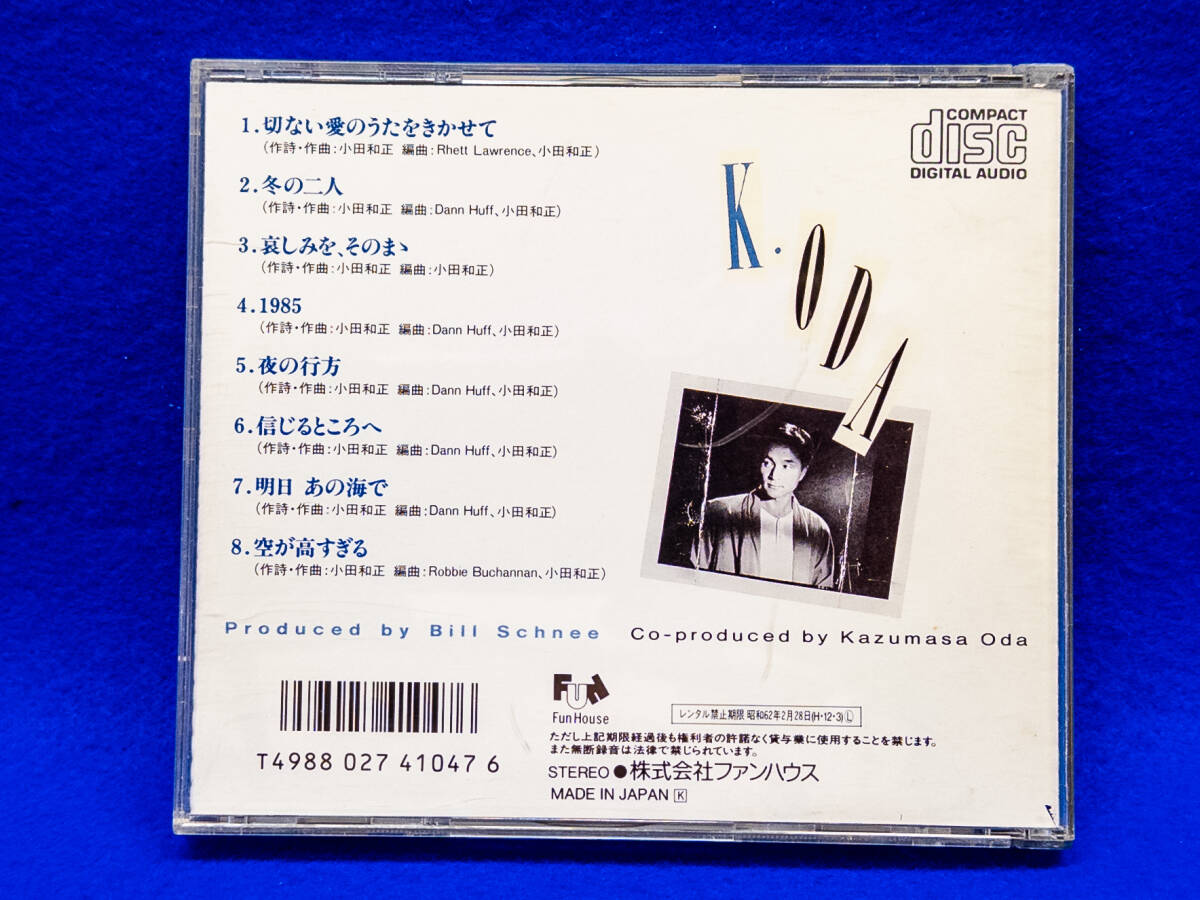 1.切ない愛のうたをきかせて
(作詩・作曲:小田和正 編曲:Rhett Lawrence、小田和正)
2.冬の二人
(作詩・作曲:小田和正 編曲:Dann Huff、小田和正)
3.哀しみを、そのまゝ
(作詩・作曲:小田和正 編曲:小田和正)
4.1985
(作詩・作曲:小田和正 編曲:Dann Huff、小田和正)
5.夜の行方
(作詩・作曲:小田和正 編曲:Dann Huff、小田和正)
6.信じるところへ
(作詩・作曲:小田和正 編曲:Dann Huff、小田和正)
7.明日 あの海で
(作詩・作曲:小田和正 編曲:Dann Huff、小田和正)
8.空が高すぎる
(作詩・作曲:小田和正 編曲:Robbie Buchannan、小田和正)
COMPACT
disc
DIGITAL AUDIO
K.ODA
Produced by Bill Schnee Co-produced by Kazumasa Oda
T4988 027 41047 6
FUN
Fun House
レンタル禁止期限 昭和62年2月28日(H・12・3)Ⓛ
ただし上記期限経過後も権利者の許諾なく貸与業に使用することを禁じます。
また無断録音は法律で禁じられています。
STEREO ●株式会社ファンハウス
MADE IN JAPAN K